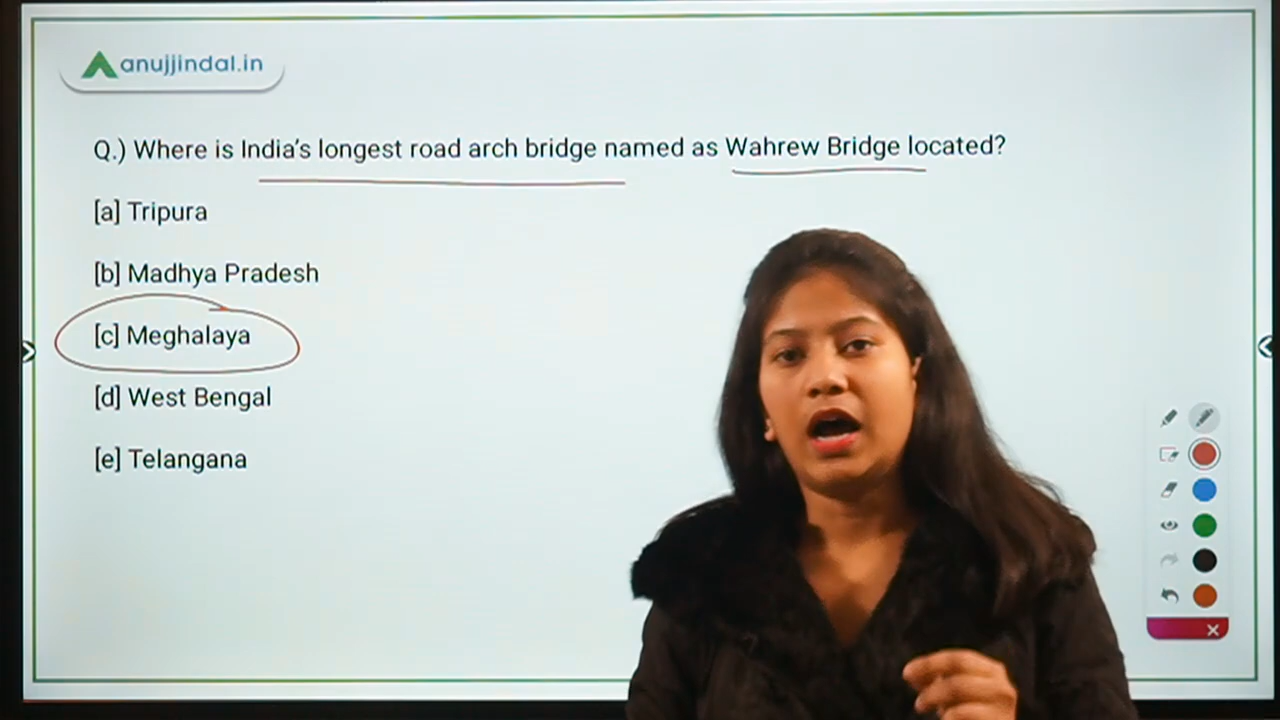 anujjindal.in
Q.) Where is India's longest road arch bridge named as Wahrew Bridge located?
[a] Tripura
[b] Madhya Pradesh
[c] Meghalaya
[d] West Bengal
[e] Telangana